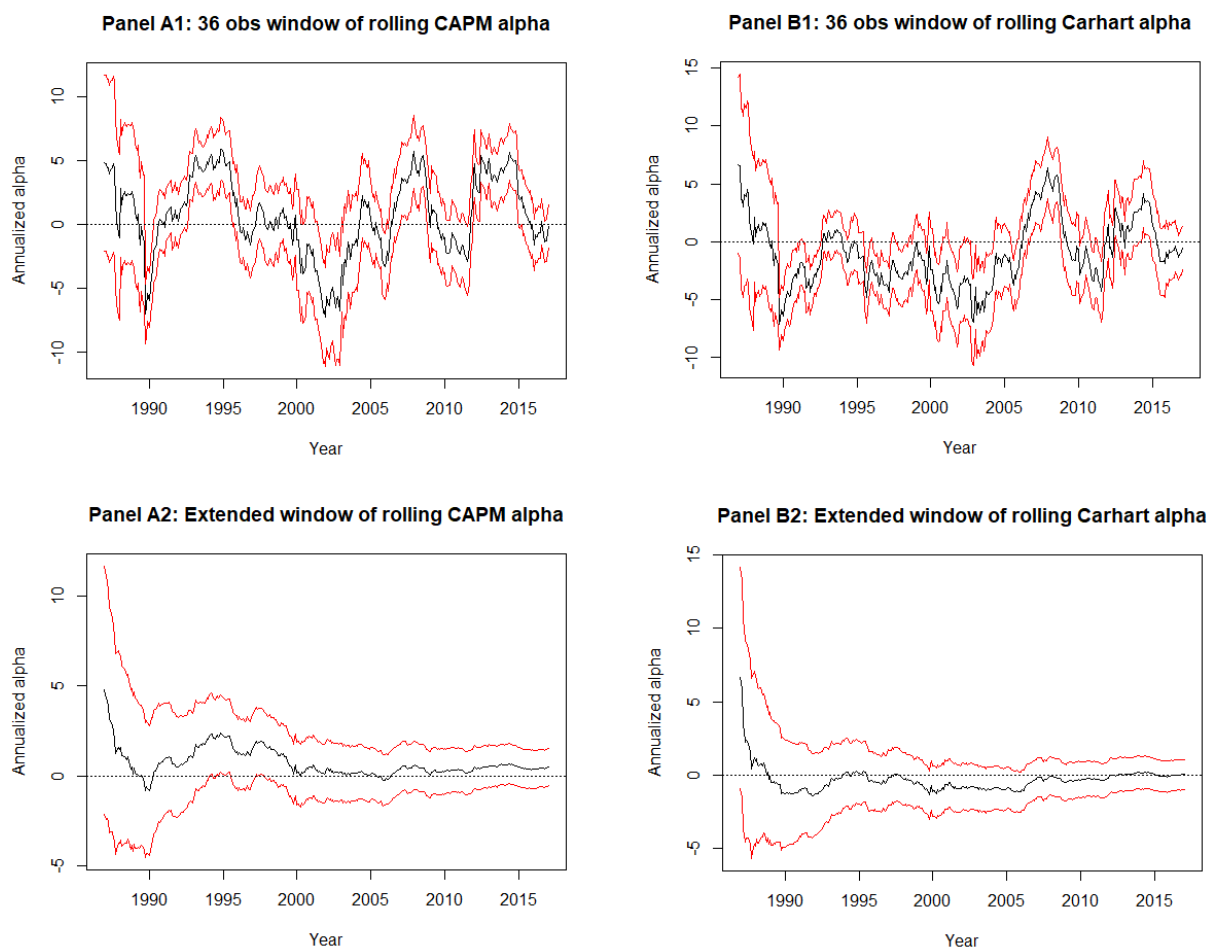 Panel A1: 36 obs window of rolling CAPM alpha
Annualized alpha
10
5
0
-5
-10
1990 1995 2000 2005 2010 2015
Year
Panel B1: 36 obs window of rolling Carhart alpha
Annualized alpha
15
10
5
0
-5
-10
1990 1995 2000 2005 2010 2015
Year
Panel A2: Extended window of rolling CAPM alpha
Annualized alpha
10
5
0
-5
1990 1995 2000 2005 2010 2015
Year
Panel B2: Extended window of rolling Carhart alpha
Annualized alpha
15
10
5
0
-5
1990 1995 2000 2005 2010 2015
Year